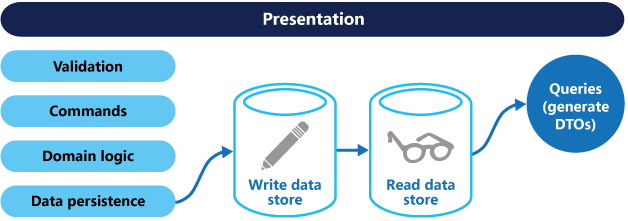 Presentation
Validation
Commands
Domain logic
Data persistence
Write data
store
Read data
store
Queries
(generate
DTOs)